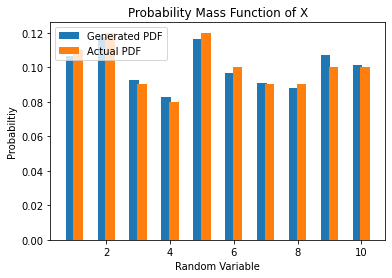 Probability Mass Function of X
Generated PDF
Actual PDF
0.12
0.10
0.08
0.06
0.04
0.02
0.00
Probabiltiy
2 4 6 8 10
Random Variable